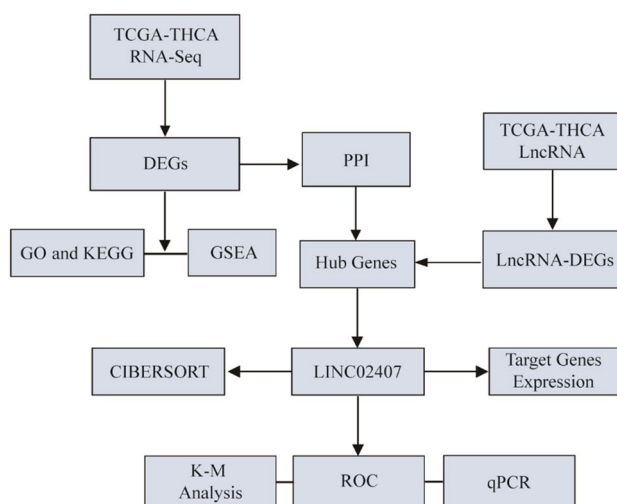 TCGA-THCA
RNA-Seq
TCGA-THCA
LncRNA
DEGs
PPI
GO and KEGG
GSEA
Hub Genes
LncRNA-DEGs
CIBERSORT
LINC02407
Target Genes
Expression
K-M
Analysis
ROC
qPCR